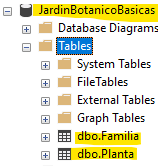 JardinBotanicoBasicas
Database Diagrams
Tables
System Tables
FileTables
External Tables
Graph Tables
dbo.Familia
dbo.Planta